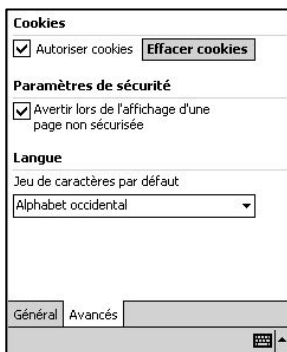 Cookies
Autoriser cookies Effacer cookies
Paramètres de sécurité
Avertir lors de l'affichage d'une
page non sécurisée
Langue
Jeu de caractères par défaut
Alphabet occidental
Général Avancés